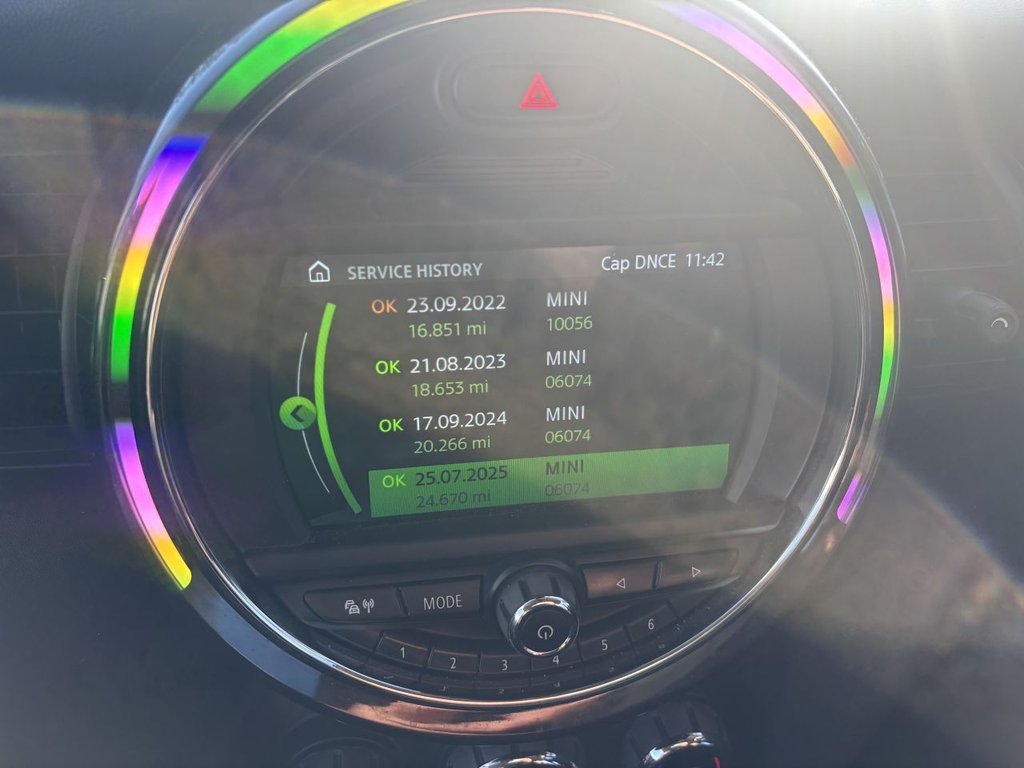 SERVICE HISTORY Cap DNCE 11:42
OK 23.09.2022 MINI
16.851 mi 10056
OK 21.08.2023 MINI
18.653 mi 06074
OK 17.09.2024 MINI
20.266 mi 06074
OK 25.07.2025 MINI
24.670 mi 06074
MODE
1 2 3 4 5 6